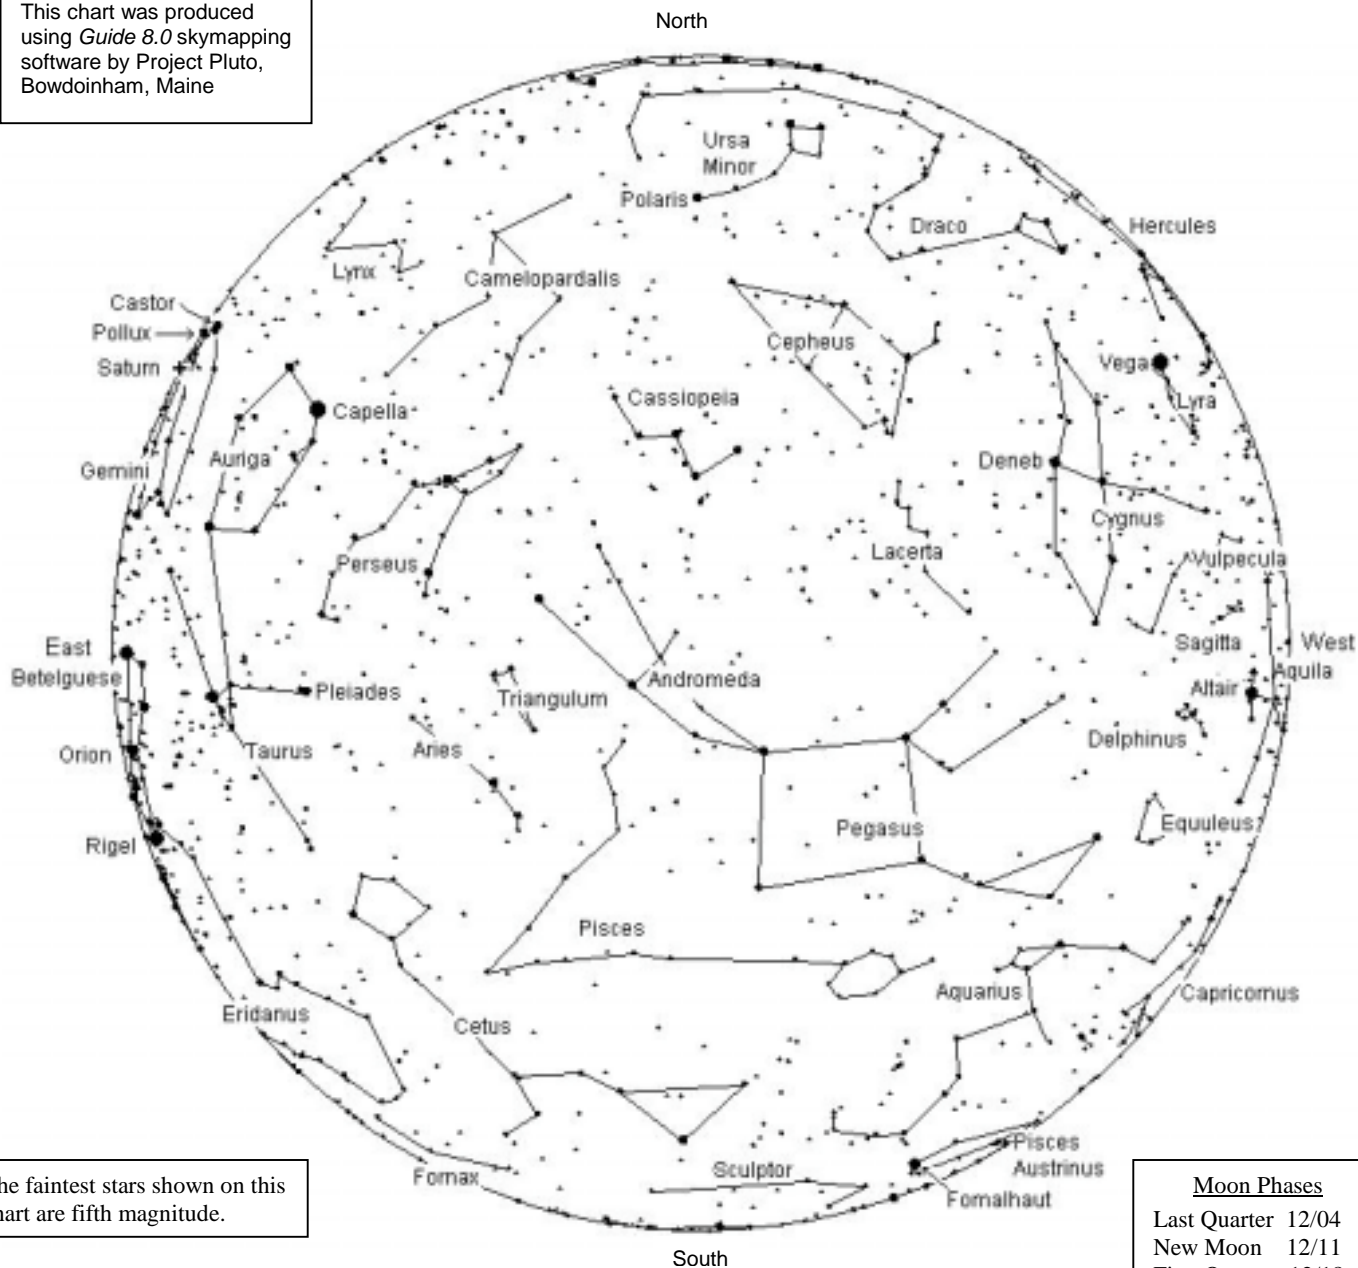 This chart was produced
using Guide 8.0 skymapping
software by Project Pluto,
Bowdoinham, Maine
North
Ursa
Minor
Polaris
Draco
Hercules
Lynx
Camelopardalis
Castor
Pollux
Saturn
Cepheus
Vega
Lyra
Capella
Cassiopeia
Gemini
Auriga
Deneb
Cygnus
Perseus
Lacerta
Vulpecula
East
Betelguese
Pleiades
Triangulum
Andromeda
Sagitta
West
Aquila
Altair
Orion
Taurus
Aries
Delphinus
Rigel
Pegasus
Equuleus
Pisces
Eridanus
Cetus
Aquarius
Capricornus
Fornax
Sculptor
Pisces
Austrinus
Fomalhaut
South
he faintest stars shown on this
hart are fifth magnitude.
Moon Phases
Last Quarter 12/04
New Moon 12/11